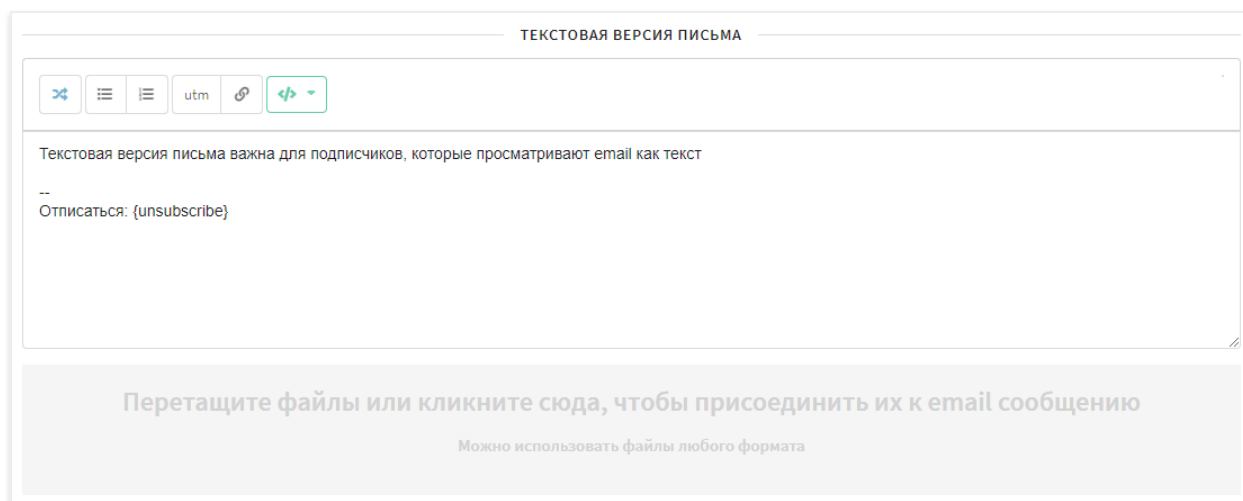 ТЕКСТОВАЯ ВЕРСИЯ ПИСЬМА
utm
Текстовая версия письма важна для подписчиков, которые просматривают email как текст
--
Отписаться: {unsubscribe}
Перетащите файлы или кликните сюда, чтобы присоединить их к email сообщению
Можно использовать файлы любого формата